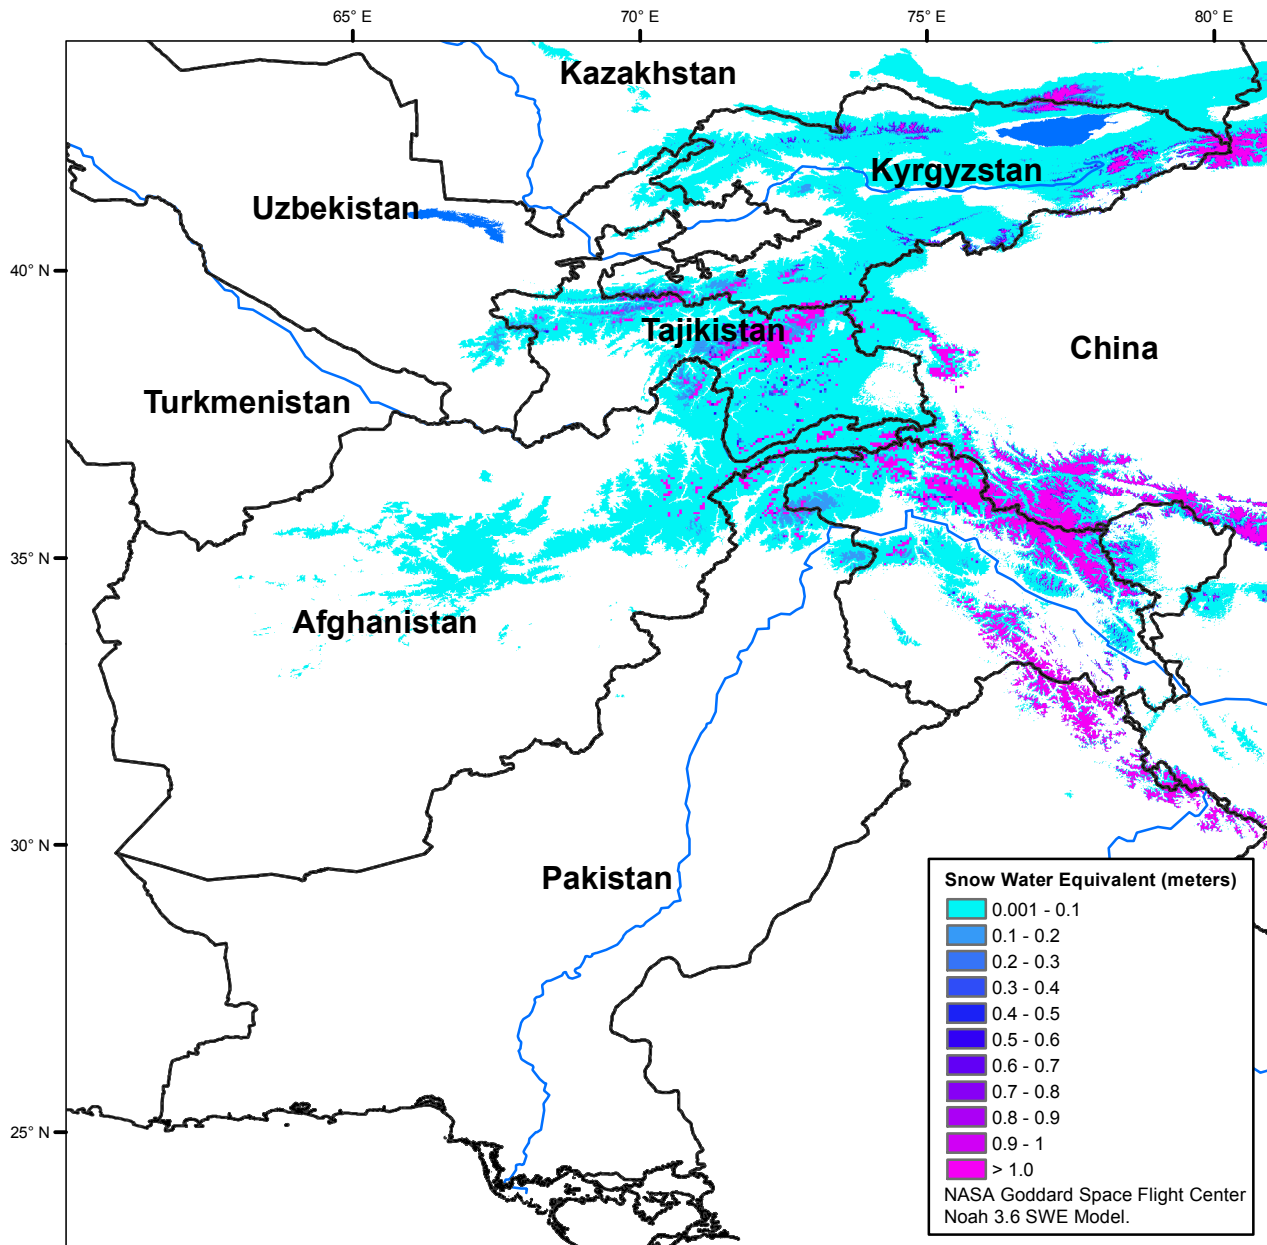 65° E
70° E
75° E
80° E
Kazakhstan
Kyrgyzstan
Uzbekistan
40° N
Tajikistan
China
Turkmenistan
35° N
Afghanistan
30° N
Pakistan
25° N
Snow Water Equivalent (meters)
0.001 - 0.1
0.1 - 0.2
0.2 - 0.3
0.3 - 0.4
0.4 - 0.5
0.5 - 0.6
0.6 - 0.7
0.7 - 0.8
0.8 - 0.9
0.9 - 1
> 1.0
NASA Goddard Space Flight Center
Noah 3.6 SWE Model.